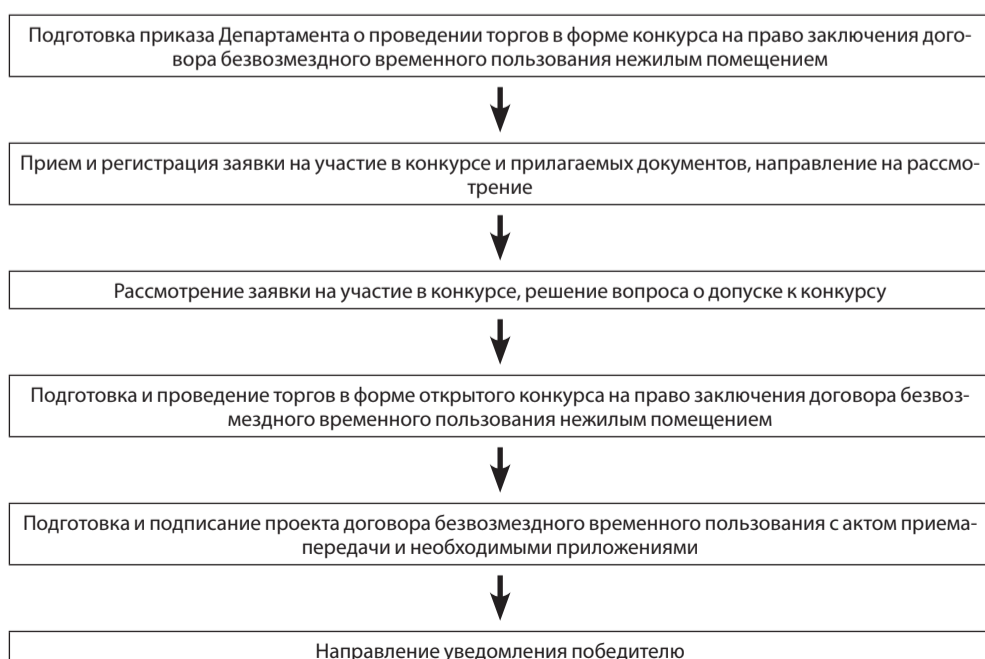 Подготовка приказа Департамента о проведении торгов в форме конкурса на право заключения дого-
вора безвозмездного временного пользования нежилым помещением
Прием и регистрация заявки на участие в конкурсе и прилагаемых документов, направление на рассмо-
трение
Рассмотрение заявки на участие в конкурсе, решение вопроса о допуске к конкурсу
Подготовка и проведение торгов в форме открытого конкурса на право заключения договора безвоз-
мездного временного пользования нежилым помещением
Подготовка и подписание проекта договора безвозмездного временного пользования с актом приема-
передачи и необходимыми приложениями
Направление уведомления победителю